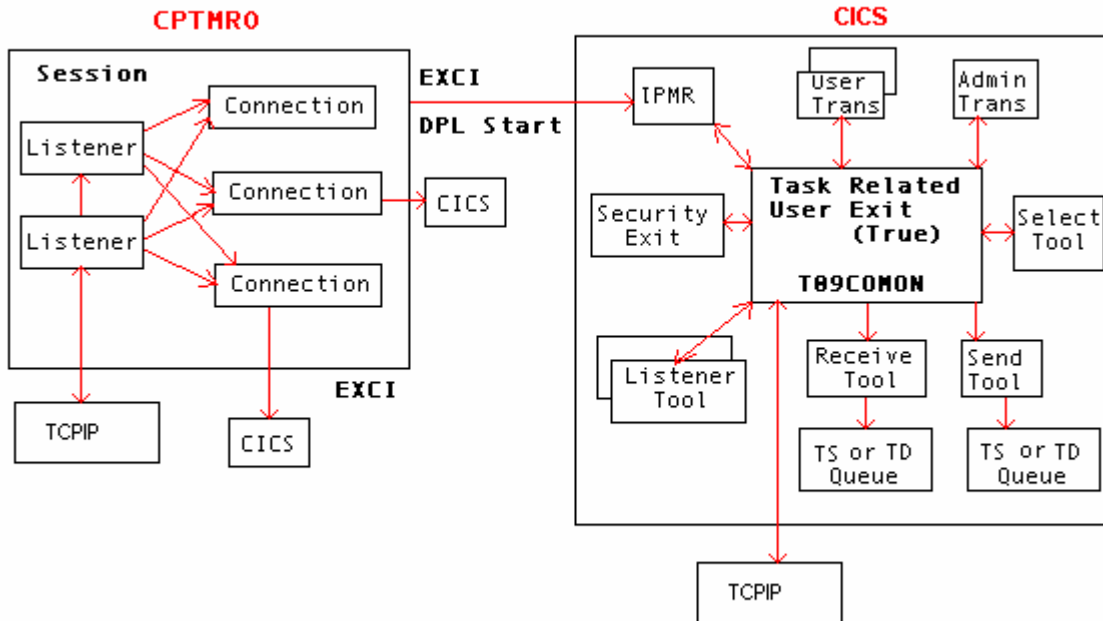 CPTMRO
Session
Connection
Listener
Connection
Listener
Connection
TCPIP
CICS
CICS
EXCI
DPL Start
EXCI
CICS
IPMR
User
Trans
Admin
Trans
Security
Exit
Task Related
User Exit
(True)
T09COMON
Select
Tool
Listener
Tool
Receive
Tool
Send
Tool
TS or TD
Queue
TS or TD
Queue
TCPIP